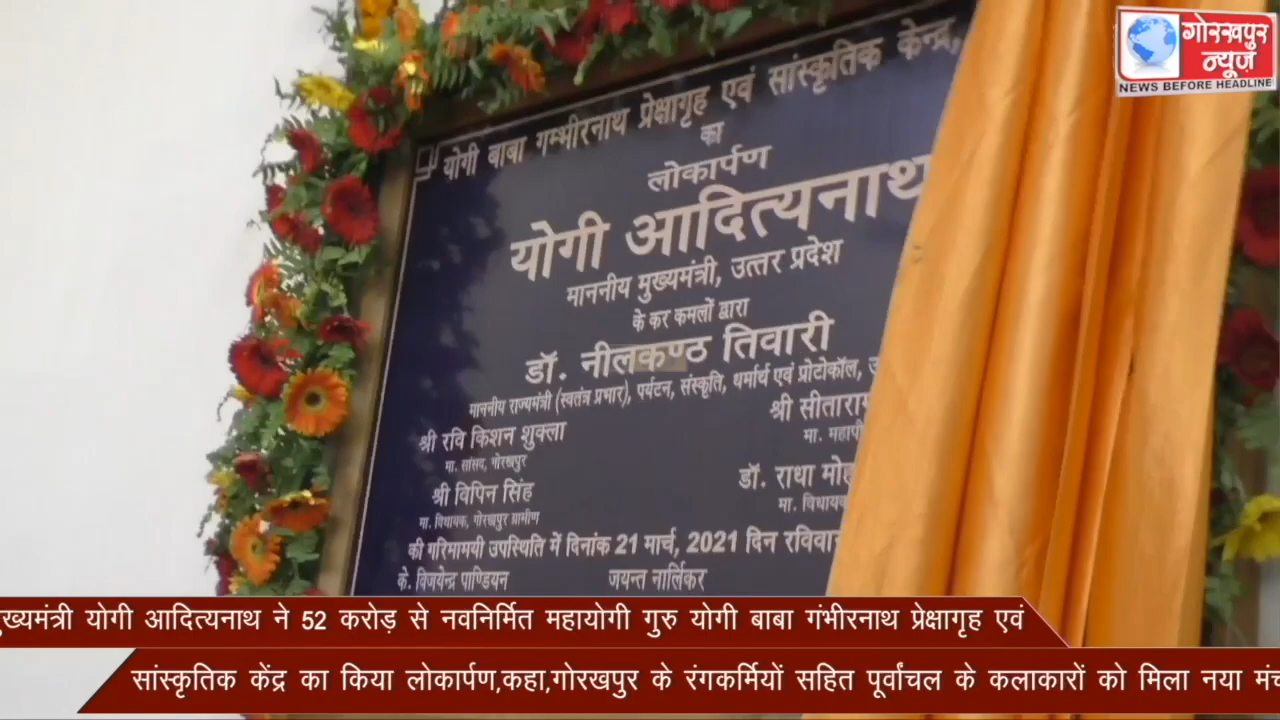 गोरखपुर
न्यूज़
NEWS BEFORE HEADLINE
योगी बाबा गम्भीरनाथ प्रेक्षागृह एवं सांस्कृतिक केन्द्र,
का
लोकार्पण
योगी आदित्यनाथ
माननीय मुख्यमंत्री, उत्तर प्रदेश
के कर कमलों द्वारा
डॉ. नीलकण्ठ तिवारी
माननीय राज्यमंत्री (स्वतंत्र प्रभार), पर्यटन, संस्कृति, धर्मार्थ एवं प्रोटोकॉल,
श्री रवि किशन शुक्ला श्री सीताराम
मा. सांसद, गोरखपुर मा.
श्री विपिन सिंह डॉ. राधा
मा. विधायक, गोरखपुर ग्रामीण मा. विधायक
की गरिमामयी उपस्थिति में दिनांक 21 मार्च, 2021 दिन रविवार
के. विजयेन्द्र पाण्डियन जयन्त नार्लिकर
मुख्यमंत्री योगी आदित्यनाथ ने 52 करोड़ से नवनिर्मित महायोगी गुरु योगी बाबा गंभीरनाथ प्रेक्षागृह एवं
सांस्कृतिक केंद्र का किया लोकार्पण,कहा,गोरखपुर के रंगकर्मियों सहित पूर्वांचल के कलाकारों को मिला नया मंच